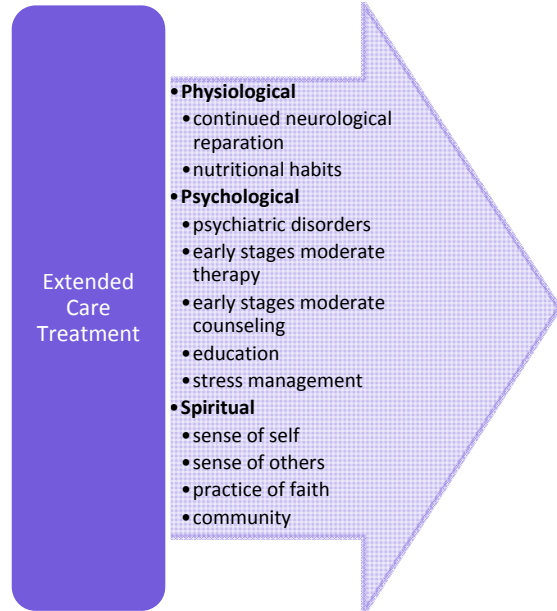 Extended
Care
Treatment
•Physiological
•continued neurological
reparation
•nutritional habits
•Psychological
•psychiatric disorders
•early stages moderate
therapy
•early stages moderate
counseling
•education
•stress management
•Spiritual
•sense of self
•sense of others
•practice of faith
•community